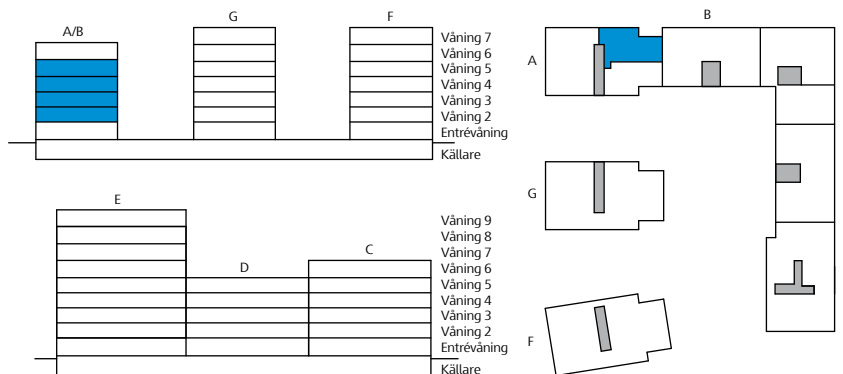 A/B
G
F
Våning 7
Våning 6
Våning 5
Våning 4
Våning 3
Våning 2
Entrévåning
Källare
E
D
C
Våning 9
Våning 8
Våning 7
Våning 6
Våning 5
Våning 4
Våning 3
Våning 2
Entrévåning
Källare
B
A
G
F